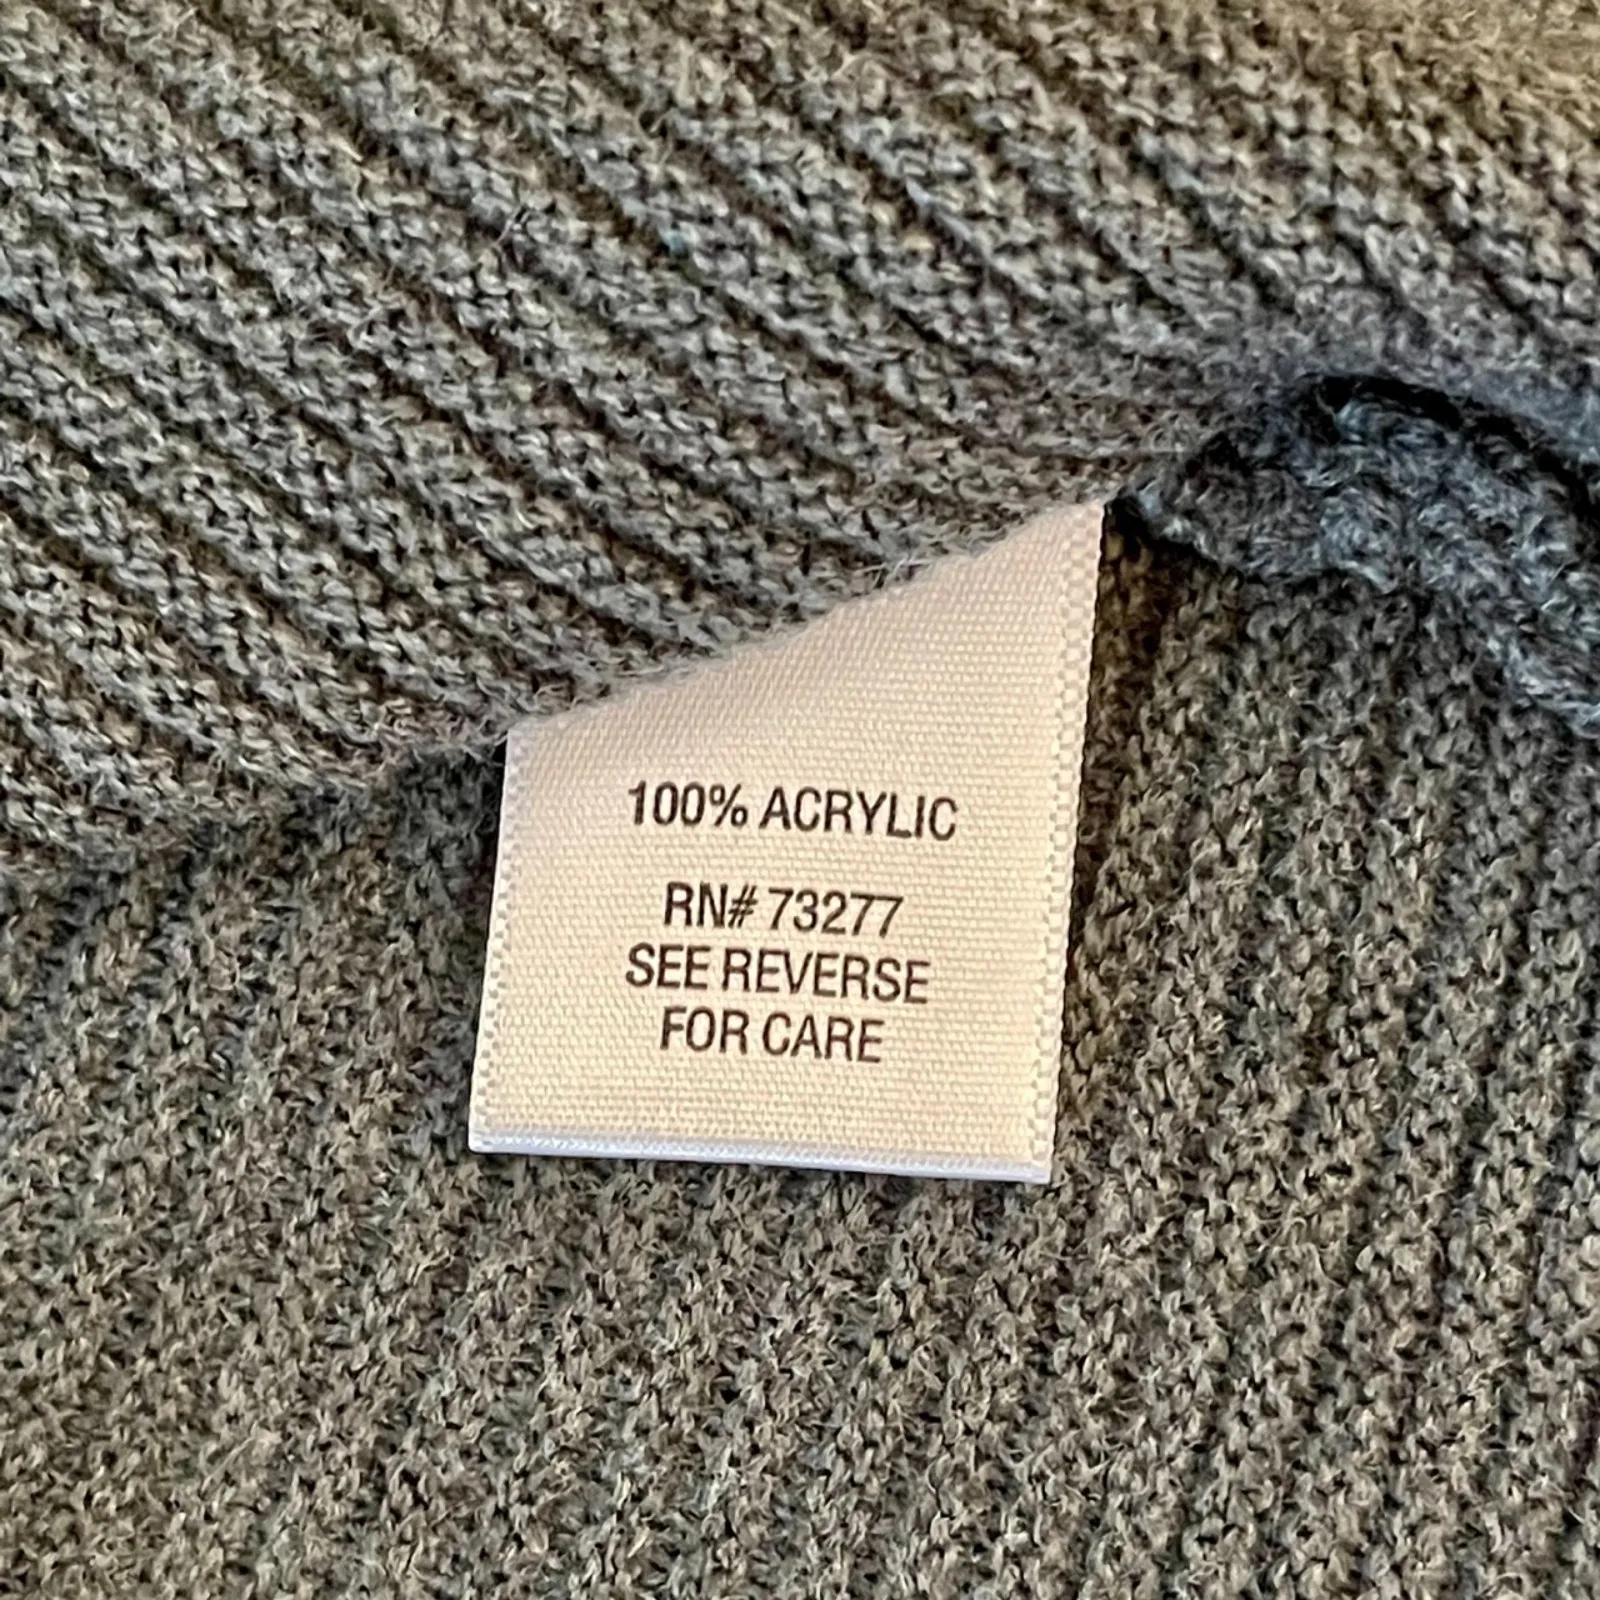 100% ACRYLIC
RN# 73277
SEE REVERSE
FOR CARE